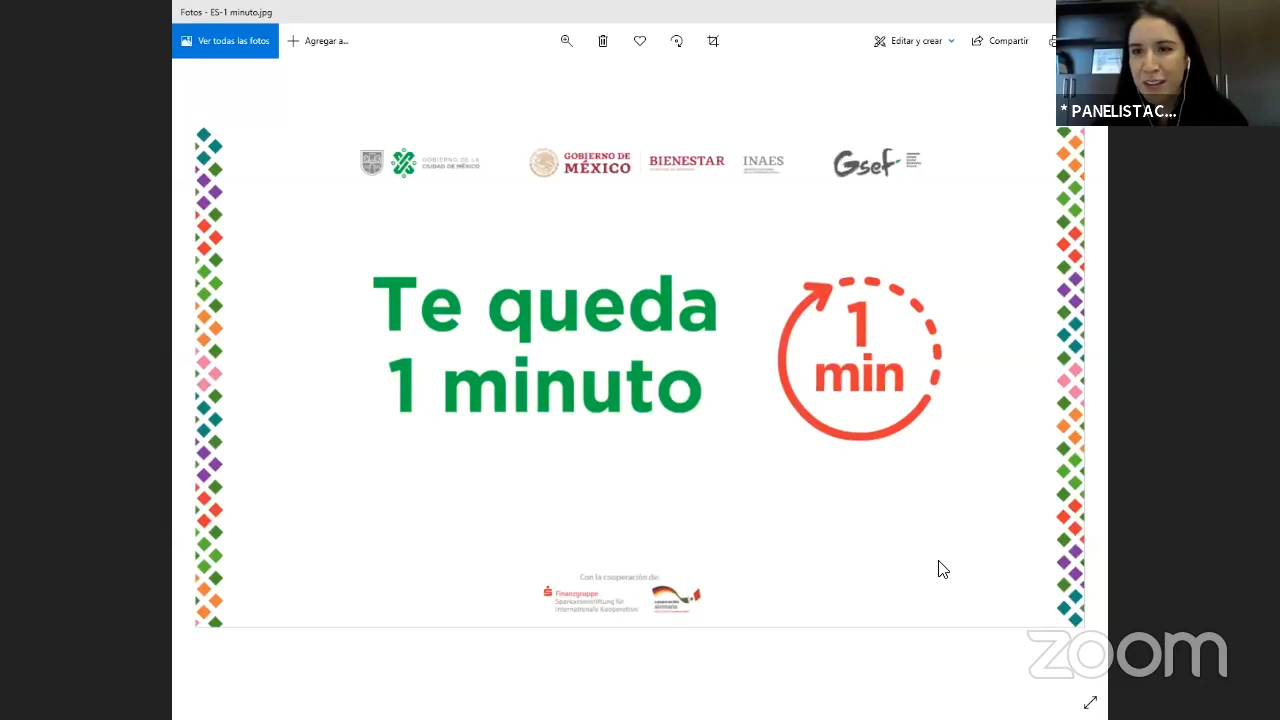 Fotos - ES-1 minuto.jpg
Ver todas las fotos
Agregar a...
Editar y crear
Compartir
* PANELISTA C...
GOBIERNO DE LA
CIUDAD DE MÉXICO
GOBIERNO DE
MÉXICO
BIENESTAR
INAES
Gsef
Te queda
1 minuto
1
min
Con la cooperación de:
Finanzgruppe
Sparkassenstiftung für
internationale Kooperation
cooperación
alemana
zoom